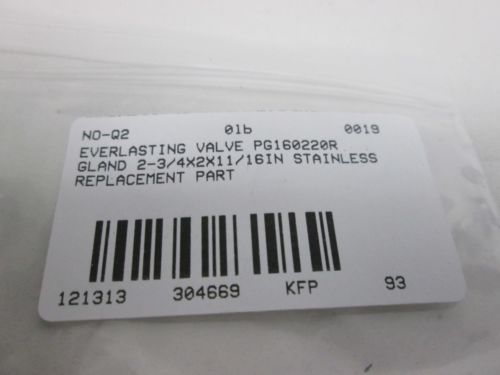 NO-Q2 01b 0019
EVERLASTING VALVE PG160220R
GLAND 2-3/4X2X11/16IN STAINLESS
REPLACEMENT PART
121313 304669 KFP 93